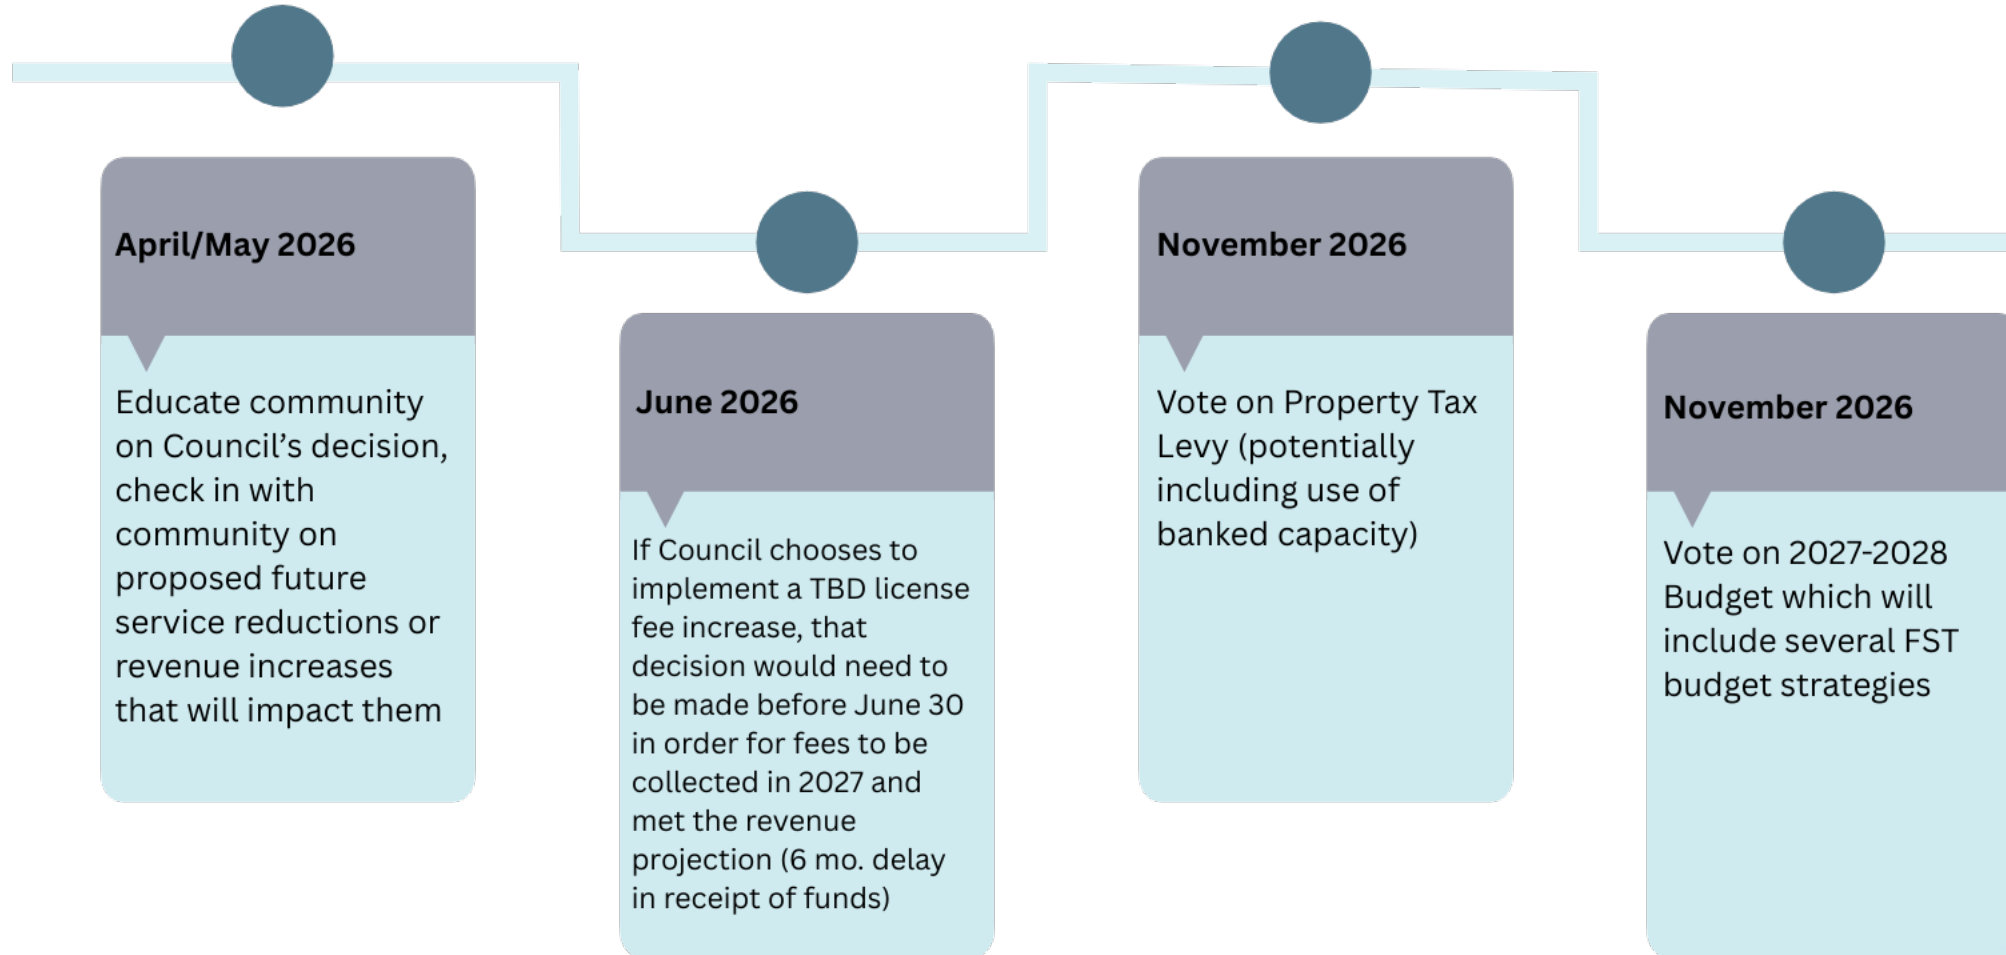 April/May 2026
Educate community
on Council’s decision,
check in with
community on
proposed future
service reductions or
revenue increases
that will impact them
June 2026
If Council chooses to
implement a TBD license
fee increase, that
decision would need to
be made before June 30
in order for fees to be
collected in 2027 and
met the revenue
projection (6 mo. delay
in receipt of funds)
November 2026
Vote on Property Tax
Levy (potentially
including use of
banked capacity)
November 2026
Vote on 2027-2028
Budget which will
include several FST
budget strategies